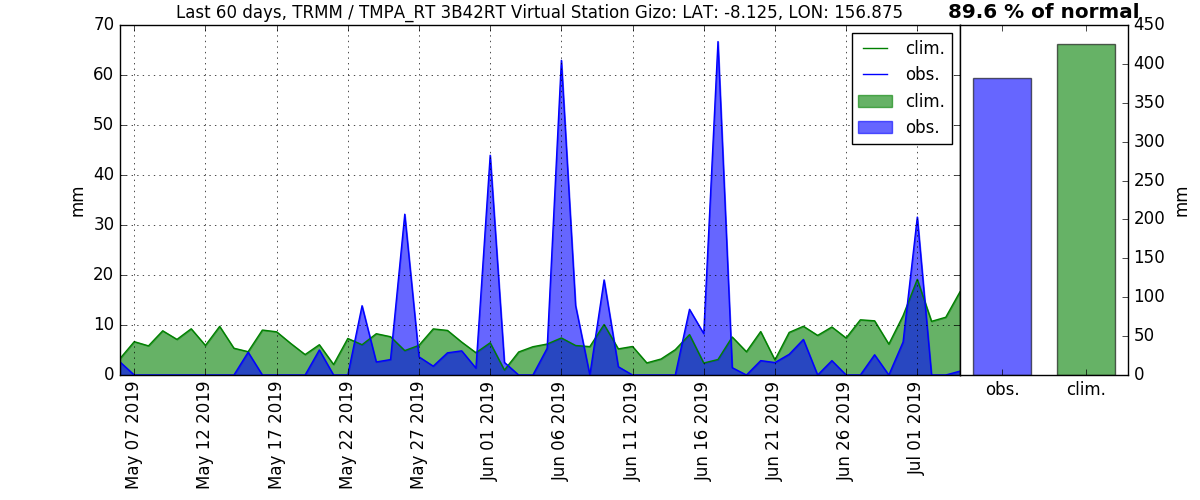 Last 60 days, TRMM / TMPA_RT 3B42RT Virtual Station Gizo: LAT: -8.125, LON: 156.875
89.6 % of normal
70
60
50
40
30
20
10
0
mm
clim.
obs.
clim.
obs.
450
400
350
300
250
200
150
100
50
0
mm
obs.
clim.
May 07 2019
May 12 2019
May 17 2019
May 22 2019
May 27 2019
Jun 01 2019
Jun 06 2019
Jun 11 2019
Jun 16 2019
Jun 21 2019
Jun 26 2019
Jul 01 2019